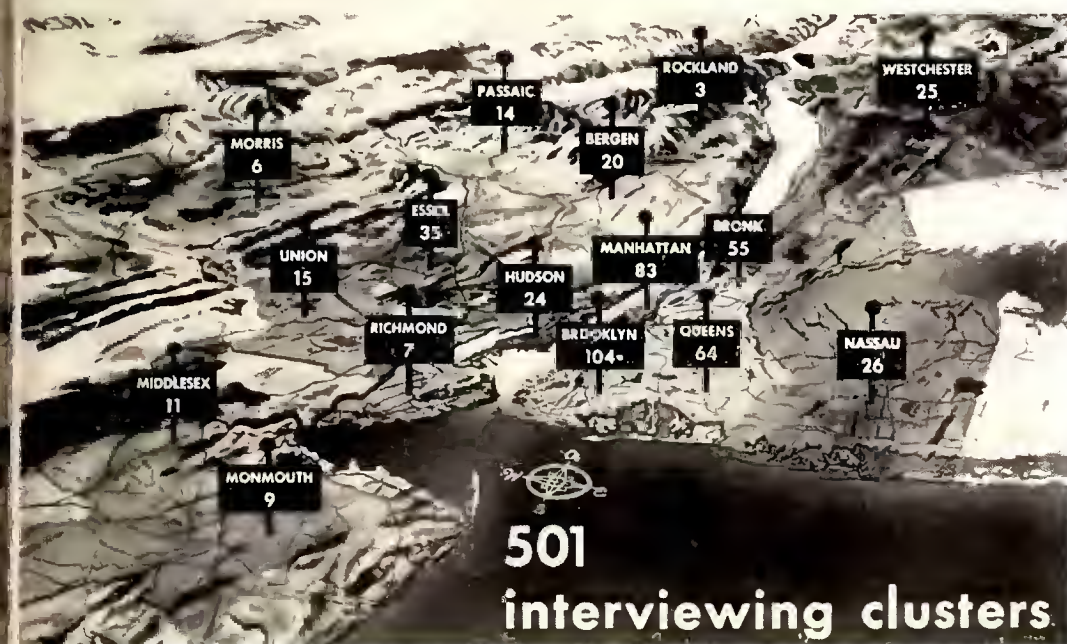 ROCKLAND
3
WESTCHESTER
25
PASSAIC
14
BERGEN
20
MORRIS
6
ESSEX
35
BRONX
55
MANHATTAN
83
UNION
15
HUDSON
24
RICHMOND
7
BROOKLYN
104
QUEENS
64
NASSAU
26
MIDDLESEX
11
MONMOUTH
9
501
interviewing clusters